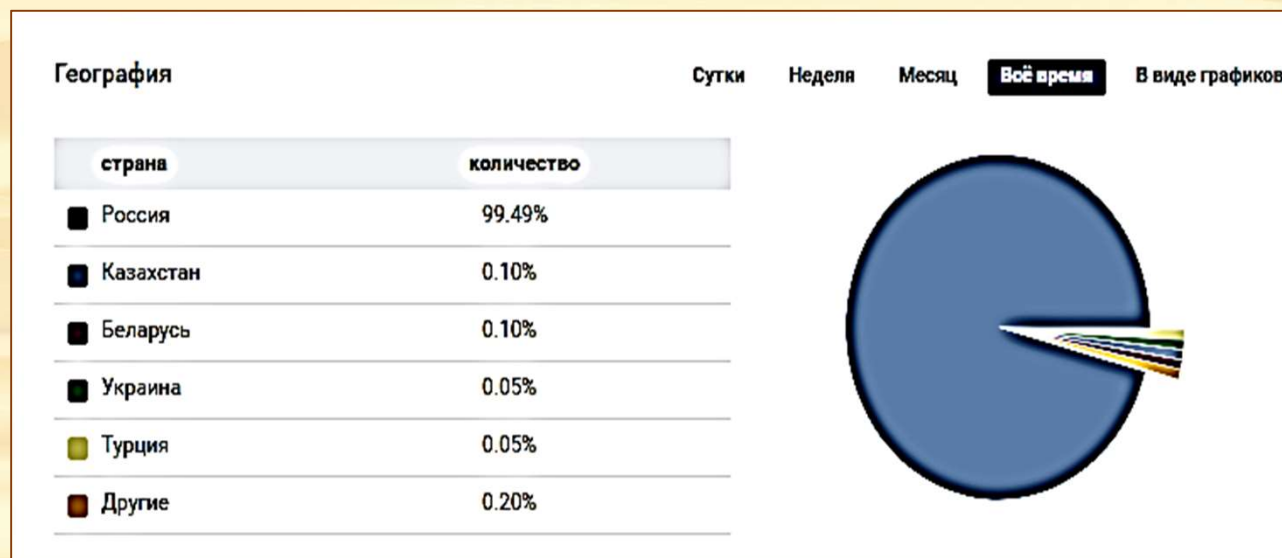 География
Сутки Неделя Месяц Всё время В виде графиков
страна количество
Россия 99.49%
Казахстан 0.10%
Беларусь 0.10%
Украина 0.05%
Турция 0.05%
Другие 0.20%